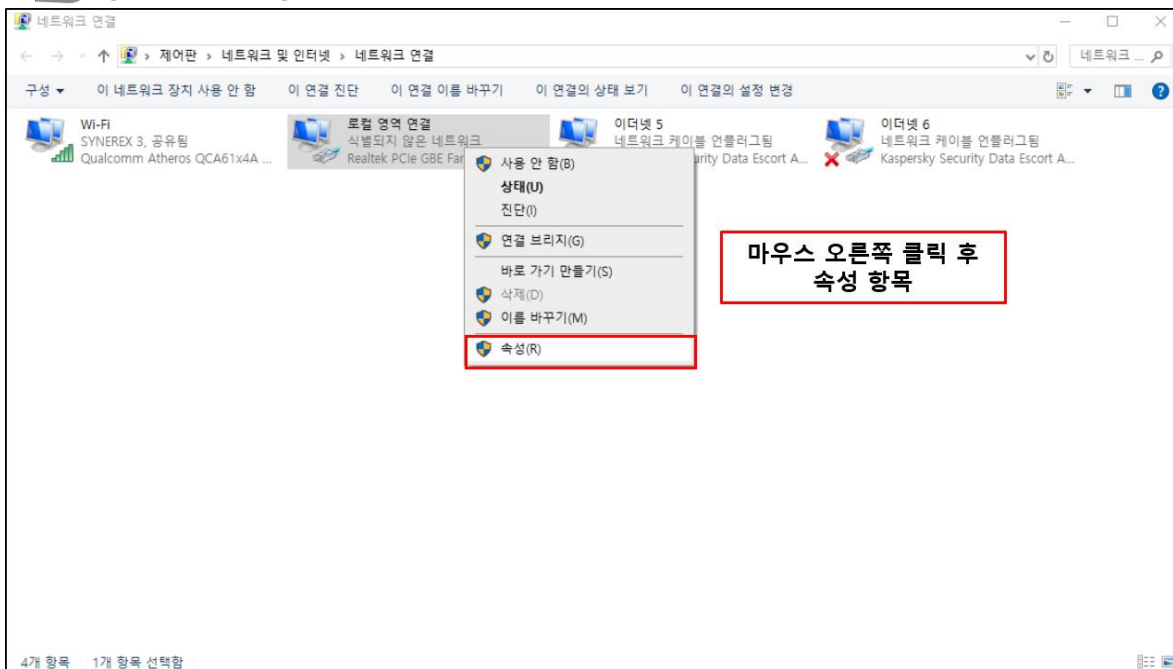 네트워크 연결
제어판 › 네트워크 및 인터넷 › 네트워크 연결
네트워크 ...
구성 이 네트워크 장치 사용 안 함 이 연결 진단 이 연결 이름 바꾸기 이 연결의 상태 보기 이 연결의 설정 변경
Wi-Fi
SYNEREX 3, 공유됨
Qualcomm Atheros QCA61x4A ...
로컬 영역 연결
식별되지 않은 네트워크
Realtek PCIe GBE
이더넷 5
네트워크 케이블 언플러그됨
Data Escort A...
이더넷 6
네트워크 케이블 언플러그됨
Kaspersky Security Data Escort A...
사용 안 함(B)
상태(U)
진단(I)
연결 브리지(G)
바로 가기 만들기(S)
삭제(D)
이름 바꾸기(M)
속성(R)
마우스 오른쪽 클릭 후
속성 항목
4개 항목 1개 항목 선택함